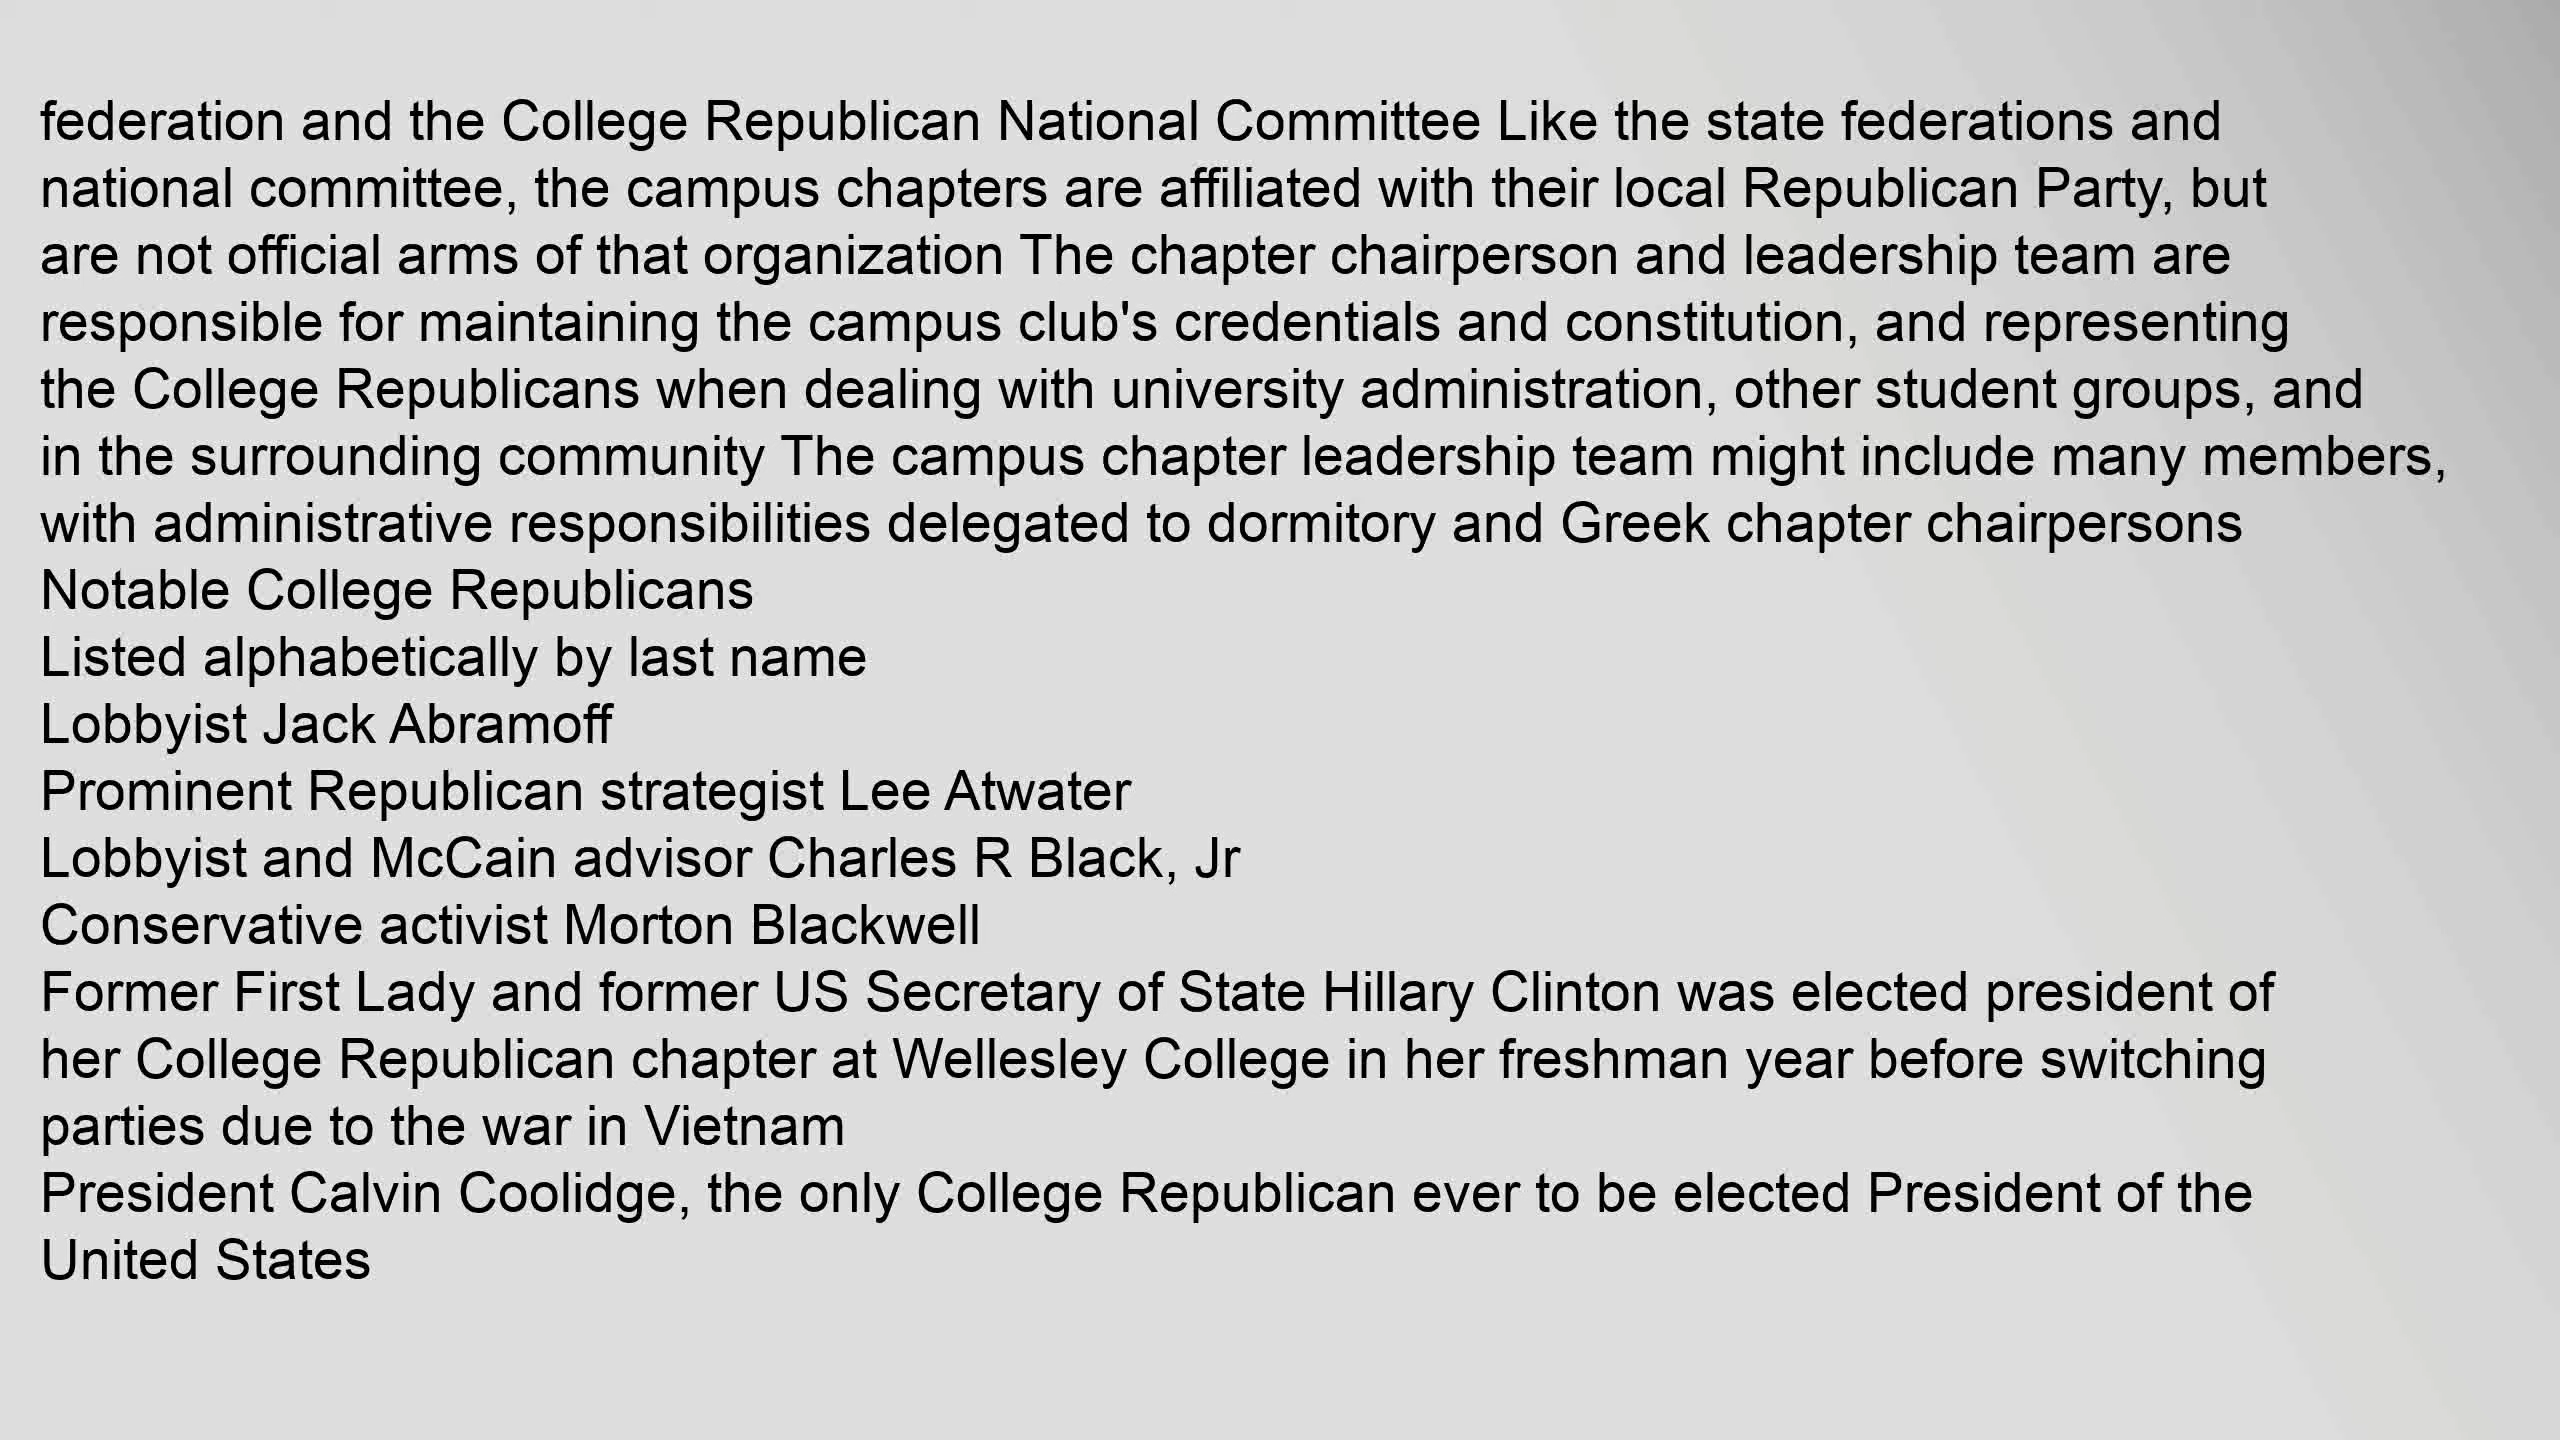 federation and the College Republican National Committee Like the state federations and
national committee, the campus chapters are affiliated with their local Republican Party, but
are not official arms of that organization The chapter chairperson and leadership team are
responsible for maintaining the campus club's credentials and constitution, and representing
the College Republicans when dealing with university administration, other student groups, and
in the surrounding community The campus chapter leadership team might include many members,
with administrative responsibilities delegated to dormitory and Greek chapter chairpersons
Notable College Republicans
Listed alphabetically by last name
Lobbyist Jack Abramoff
Prominent Republican strategist Lee Atwater
Lobbyist and McCain advisor Charles R Black, Jr
Conservative activist Morton Blackwell
Former First Lady and former US Secretary of State Hillary Clinton was elected president of
her College Republican chapter at Wellesley College in her freshman year before switching
parties due to the war in Vietnam
President Calvin Coolidge, the only College Republican ever to be elected President of the
United States